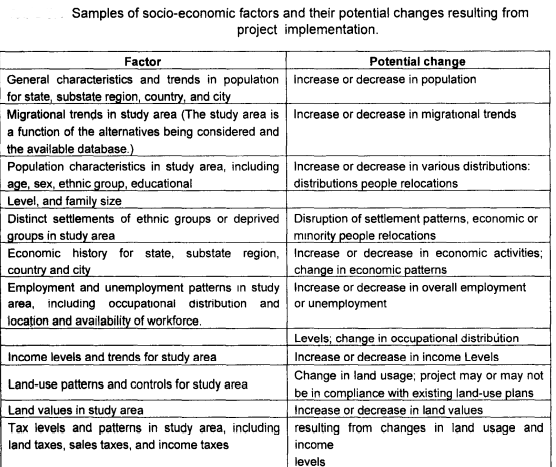 Samples of socio-economic factors and their potential changes resulting from
project implementation.
Factor
Potential change
General characteristics and trends in population
for state, substate region, country, and city
Increase or decrease in population
Migrational trends in study area (The study area is
a function of the alternatives being considered and
the available database.)
Increase or decrease in migrational trends
Population characteristics in study area, including
age, sex, ethnic group, educational
Increase or decrease in various distributions:
distributions people relocations
Level, and family size
Distinct settlements of ethnic groups or deprived
groups in study area
Disruption of settlement patterns, economic or
minority people relocations
Economic history for state, substate region,
country and city
Increase or decrease in economic activities;
change in economic patterns
Employment and unemployment patterns in study
area, including occupational distribution and
location and availability of workforce.
Increase or decrease in overall employment
or unemployment
Levels; change in occupational distribution
Income levels and trends for study area
Increase or decrease in income Levels
Land-use patterns and controls for study area
Change in land usage; project may or may not
be in compliance with existing land-use plans
Land values in study area
Increase or decrease in land values
Tax levels and patterns in study area, including
land taxes, sales taxes, and income taxes
resulting from changes in land usage and
income
levels